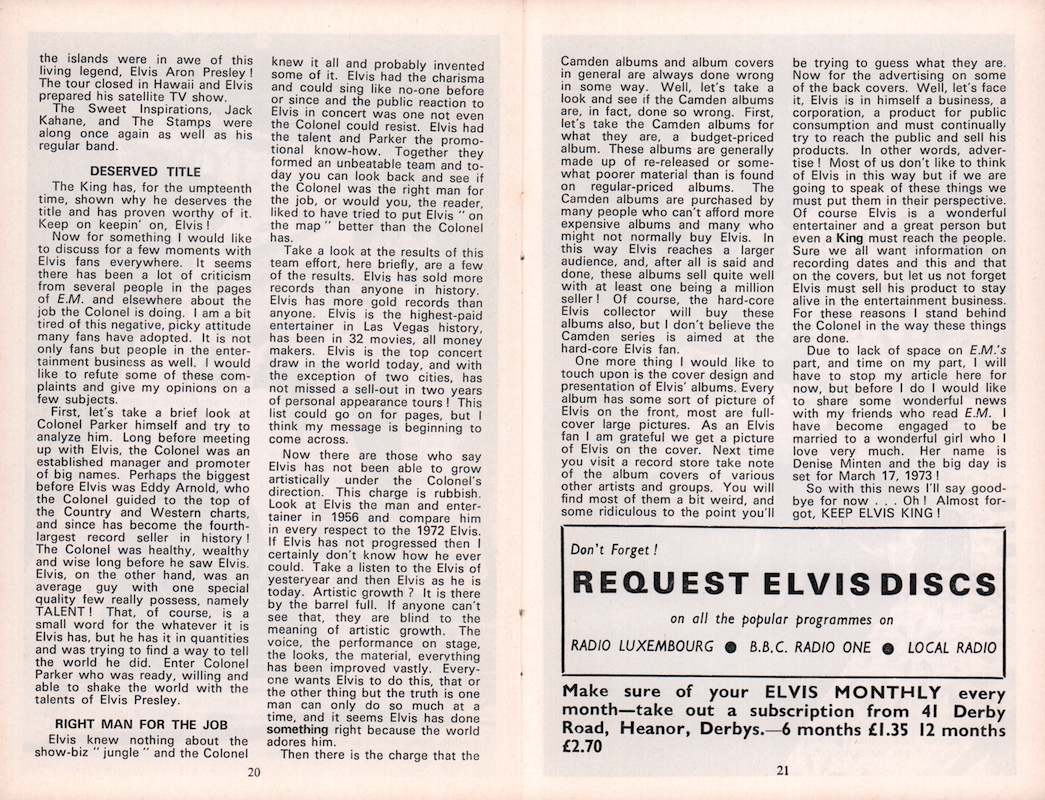 the islands were in awe of this
living legend, Elvis Aron Presley !
The tour closed in Hawaii and Elvis
prepared his satellite TV show.
The Sweet Inspirations, Jack
Kahane, and The Stamps were
along once again as well as his
regular band.
DESERVED TITLE
The King has, for the umpteenth
time, shown why he deserves the
title and has proven worthy of it.
Keep on keepin' on, Elvis !
Now for something I would like
to discuss for a few moments with
Elvis fans everywhere. It seems
there has been a lot of criticism
from several people in the pages
of E.M. and elsewhere about the
job the Colonel is doing. I am a bit
tired of this negative, picky attitude
many fans have adopted. It is not
only fans but people in the enter-
tainment business as well. I would
like to refute some of these com-
plaints and give my opinions on a
few subjects.
First, let's take a brief look at
Colonel Parker himself and try to
analyze him. Long before meeting
up with Elvis, the Colonel was an
established manager and promoter
of big names. Perhaps the biggest
before Elvis was Eddy Arnold, who
the Colonel guided to the top of
the Country and Western charts,
and since has become the fourth-
largest record seller in history !
The Colonel was healthy, wealthy
and wise long before he saw Elvis.
Elvis, on the other hand, was an
average guy with one special
quality few really possess, namely
TALENT ! That, of course, is a
small word for the whatever it is
Elvis has, but he has it in quantities
and was trying to find a way to tell
the world he did. Enter Colonel
Parker who was ready, willing and
able to shake the world with the
talents of Elvis Presley.
RIGHT MAN FOR THE JOB
Elvis knew nothing about the
show-biz " jungle " and the Colonel
knew it all and probably invented
some of it. Elvis had the charisma
and could sing like no-one before
or since and the public reaction to
Elvis in concert was one not even
the Colonel could resist. Elvis had
the talent and Parker the promo-
tional know-how. Together they
formed an unbeatable team and to-
day you can look back and see if
the Colonel was the right man for
the job, or would you, the reader,
liked to have tried to put Elvis " on
the map " better than the Colonel
has.
Take a look at the results of this
team effort, here briefly, are a few
of the results. Elvis has sold more
records than anyone in history.
Elvis has more gold records than
anyone. Elvis is the highest-paid
entertainer in Las Vegas history,
has been in 32 movies, all money
makers. Elvis is the top concert
draw in the world today, and with
the exception of two cities, has
not missed a sell-out in two years
of personal appearance tours ! This
list could go on for pages, but I
think my message is beginning to
come across.
Now there are those who say
Elvis has not been able to grow
artistically under the Colonel's
direction. This charge is rubbish.
Look at Elvis the man and enter-
tainer in 1956 and compare him
in every respect to the 1972 Elvis.
If Elvis has not progressed then I
certainly don't know how he ever
could. Take a listen to the Elvis of
yesteryear and then Elvis as he is
today. Artistic growth ? It is there
by the barrel full. If anyone can't
see that, they are blind to the
meaning of artistic growth. The
voice, the performance on stage,
the looks, the material, everything
has been improved vastly. Every-
one wants Elvis to do this, that or
the other thing but the truth is one
man can only do so much at a
time, and it seems Elvis has done
something right because the world
adores him.
Then there is the charge that the
20
Camden albums and album covers
in general are always done wrong
in some way. Well, let's take a
look and see if the Camden albums
are, in fact, done so wrong. First,
let's take the Camden albums for
what they are, a budget-priced
album. These albums are generally
made up of re-released or some-
what poorer material than is found
on regular-priced albums. The
Camden albums are purchased by
many people who can't afford more
expensive albums and many who
might not normally buy Elvis. In
this way Elvis reaches a larger
audience, and, after all is said and
done, these albums sell quite well
with at least one being a million
seller ! Of course, the hard-core
Elvis collector will buy these
albums also, but I don't believe the
Camden series is aimed at the
hard-core Elvis fan.
One more thing I would like to
touch upon is the cover design and
presentation of Elvis' albums. Every
album has some sort of picture of
Elvis on the front, most are full-
cover large pictures. As an Elvis
fan I am grateful we get a picture
of Elvis on the cover. Next time
you visit a record store take note
of the album covers of various
other artists and groups. You will
find most of them a bit weird, and
some ridiculous to the point you'll
be trying to guess what they are.
Now for the advertising on some
of the back covers. Well, let's face
it, Elvis is in himself a business, a
corporation, a product for public
consumption and must continually
try to reach the public and sell his
products. In other words, adver-
tise ! Most of us don't like to think
of Elvis in this way but if we are
going to speak of these things we
must put them in their perspective.
Of course Elvis is a wonderful
entertainer and a great person but
even a King must reach the people.
Sure we all want information on
recording dates and this and that
on the covers, but let us not forget
Elvis must sell his product to stay
alive in the entertainment business.
For these reasons I stand behind
the Colonel in the way these things
are done.
Due to lack of space on E.M.'s
part, and time on my part, I will
have to stop my article here for
now, but before I do I would like
to share some wonderful news
with my friends who read E.M. I
have become engaged to be
married to a wonderful girl who I
love very much. Her name is
Denise Minten and the big day is
set for March 17, 1973 !
So with this news I'll say good-
bye for now . . . Oh ! Almost for-
got, KEEP ELVIS KING !
Don't Forget !
REQUEST ELVIS DISCS
on all the popular programmes on
RADIO LUXEMBOURG ● B.B.C. RADIO ONE ● LOCAL RADIO
Make sure of your ELVIS MONTHLY every
month—take out a subscription from 41 Derby
Road, Heanor, Derbys.—6 months £1.35 12 months
£2.70
21